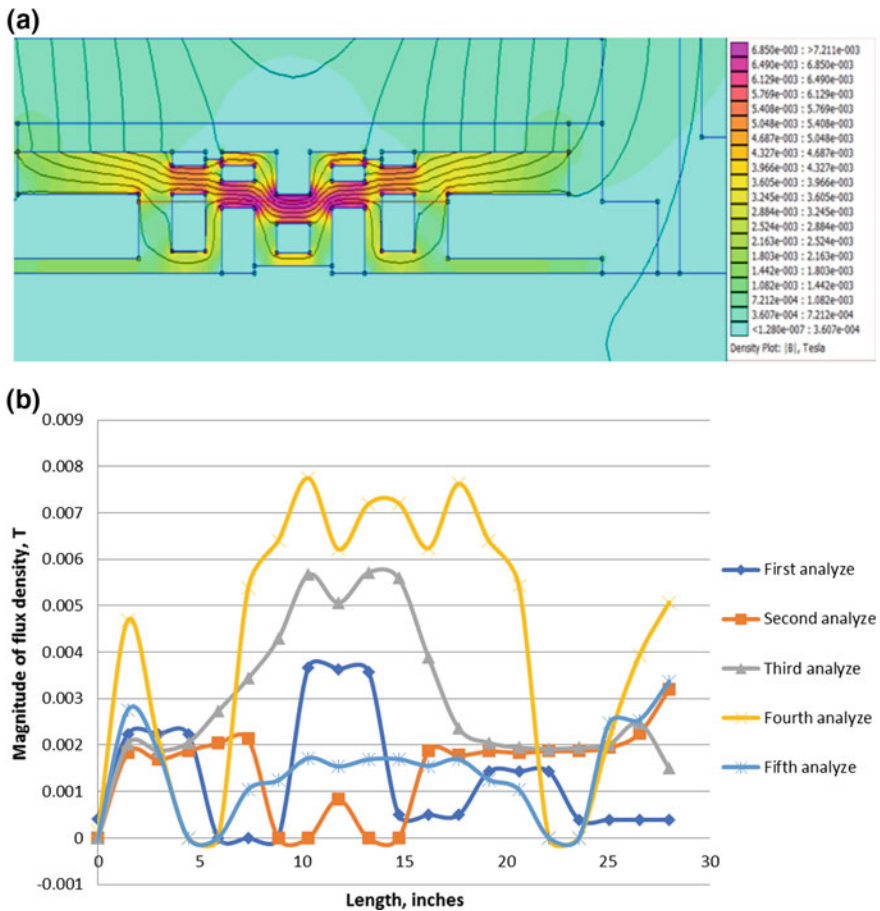 (a)
6.850e-003 : >7.211e-003
6.490e-003 : 6.850e-003
6.129e-003 : 6.490e-003
5.769e-003 : 6.129e-003
5.408e-003 : 5.769e-003
5.048e-003 : 5.408e-003
4.687e-003 : 5.048e-003
4.327e-003 : 4.687e-003
3.966e-003 : 4.327e-003
3.605e-003 : 3.966e-003
3.245e-003 : 3.605e-003
2.884e-003 : 3.245e-003
2.524e-003 : 2.884e-003
2.163e-003 : 2.524e-003
1.803e-003 : 2.163e-003
1.442e-003 : 1.803e-003
1.082e-003 : 1.442e-003
7.212e-004 : 1.082e-003
3.607e-004 : 7.212e-004
<1.280e-007 : 3.607e-004
Density Plot: |B|, Tesla
(b)
0.009
0.008
0.007
0.006
0.005
0.004
0.003
0.002
0.001
0
-0.001
Magnitude of flux density, T
0 5 10 15 20 25 30
Length, inches
First analyze
Second analyze
Third analyze
Fourth analyze
Fifth analyze